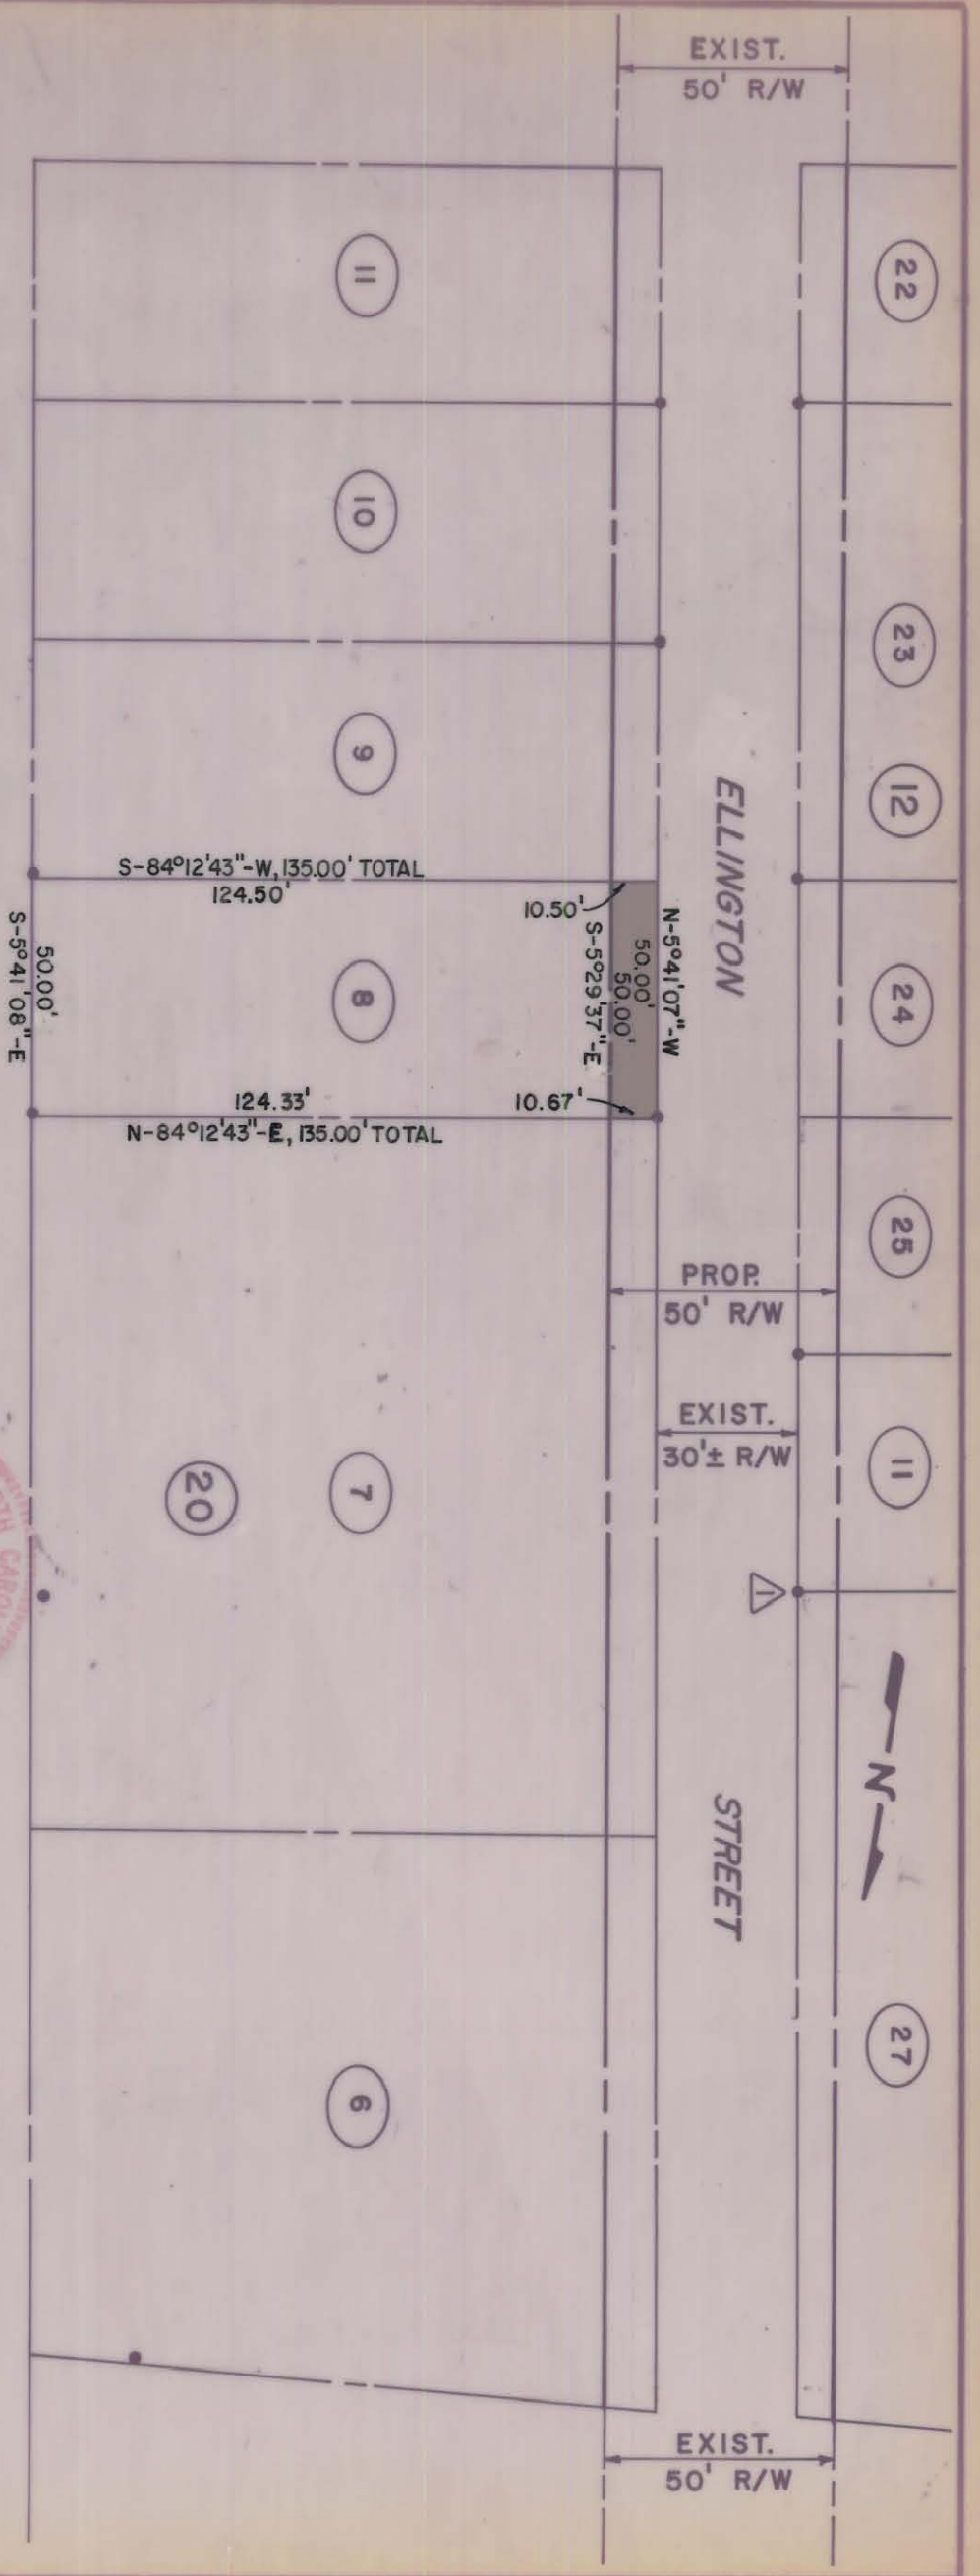 EXIST.
50' R/W
22
11
10
23
9
12
ELLINGTON
S-84°12'43"-W, 135.00' TOTAL
124.50'
10.50'
N-5°41'07"-W
50.00'
50.00'
S-5°29'37"-E
8
24
50.00'
S-5°41'08"-E
124.33'
10.67'
N-84°12'43"-E, 135.00' TOTAL
25
PROP.
50' R/W
EXIST.
30'± R/W
11
7
20
1
N
STREET
27
6
EXIST.
50' R/W